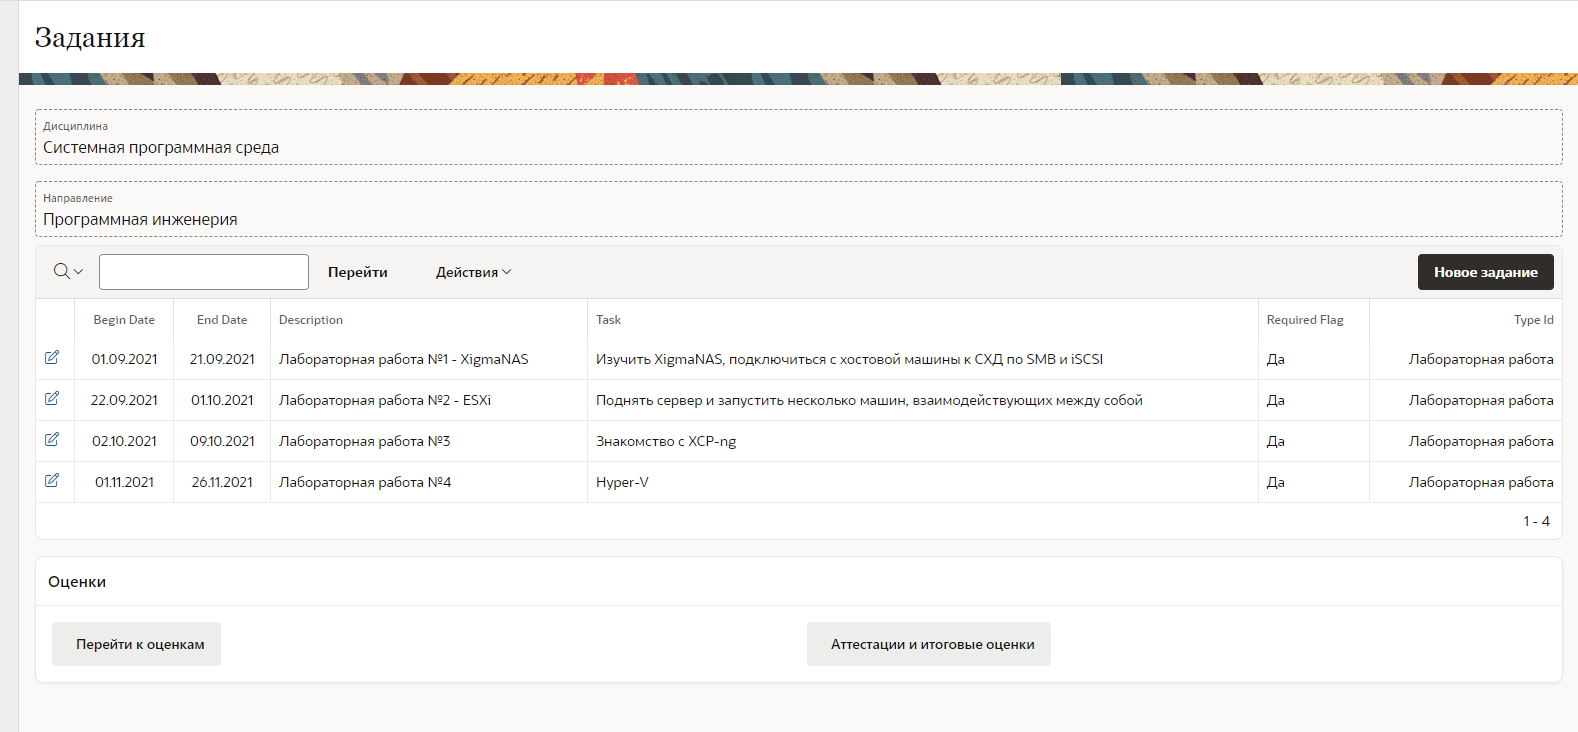 Задания
Дисциплина
Системная программная среда
Направление
Программная инженерия
Перейти Действия Новое задание
Begin Date End Date Description Task Required Flag Type Id
01.09.2021 21.09.2021 Лабораторная работа №1 - XigmaNAS Изучить XigmaNAS, подключиться с хостовой машины к СХД по SMB и iSCSI Да Лабораторная работа
22.09.2021 01.10.2021 Лабораторная работа №2 - ESXi Поднять сервер и запустить несколько машин, взаимодействующих между собой Да Лабораторная работа
02.10.2021 09.10.2021 Лабораторная работа №3 Знакомство с XCP-ng Да Лабораторная работа
01.11.2021 26.11.2021 Лабораторная работа №4 Hyper-V Да Лабораторная работа
1 - 4
Оценки
Перейти к оценкам Аттестации и итоговые оценки